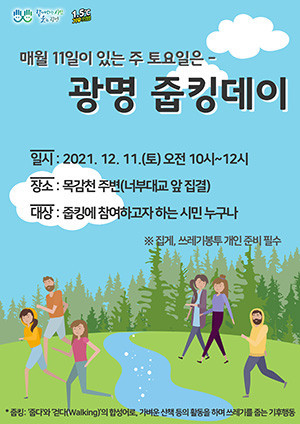 1.5℃
매월 11일이 있는 주 토요일은 -
광명 줍킹데이
일시 : 2021. 12. 11.(토) 오전 10시~12시
장소 : 목감천 주변(너부대교 앞 집결)
대상 : 줍킹에 참여하고자 하는 시민 누구나
※ 집게, 쓰레기봉투 개인 준비 필수
* 줍킹: '줍다'와 '걷다(Walking)'의 합성어로, 가벼운 산책 등의 활동을 하며 쓰레기를 줍는 기후행동